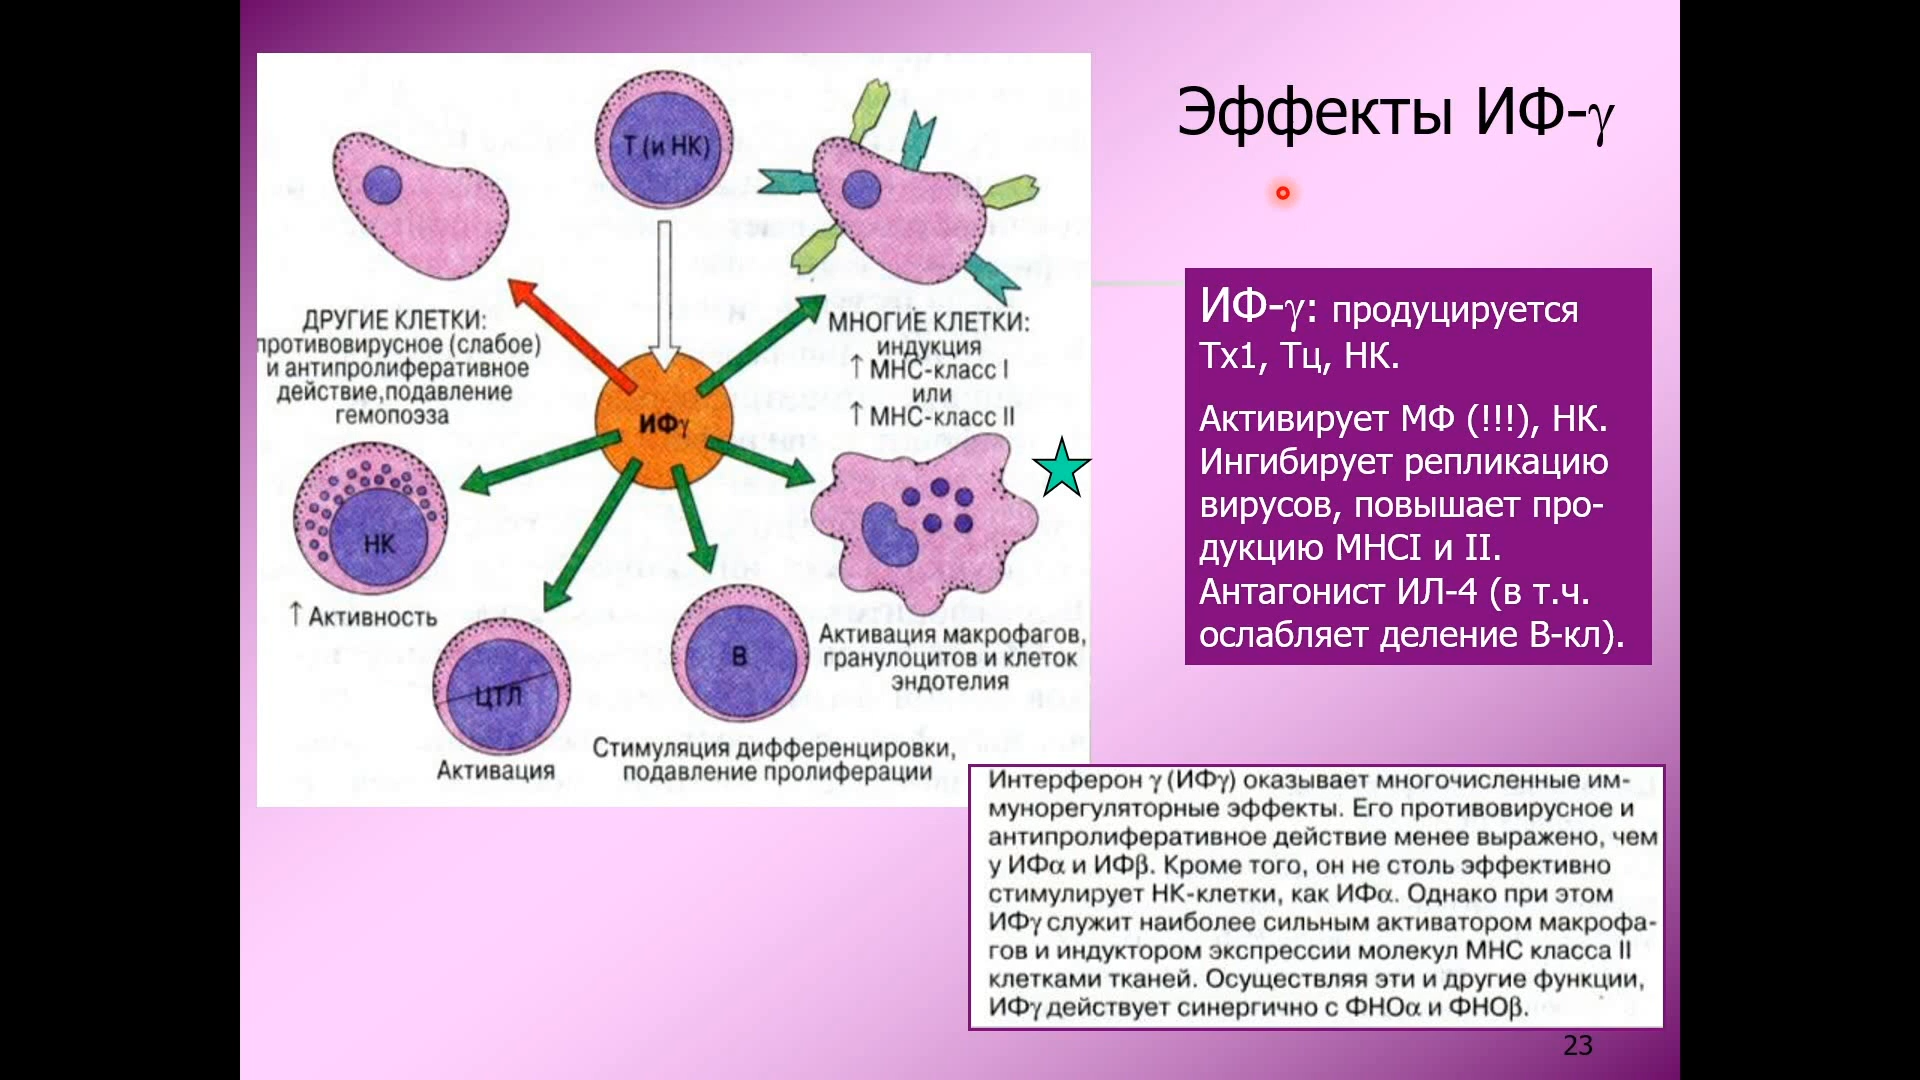 Эффекты ИФ-γ
Т (и НК)
ДРУГИЕ КЛЕТКИ:
противовирусное (слабое)
и антипролиферативное
действие,подавление
гемопоэза
МНОГИЕ КЛЕТКИ:
индукция
↑ МНС-класс I
или
↑ МНС-класс II
ИФγ
НК
↑ Активность
ЦТЛ
Активация
В
Стимуляция дифференцировки,
подавление пролиферации
Активация макрофагов,
гранулоцитов и клеток
эндотелия
ИФ-γ: продуцируется
Тх1, Тц, НК.
Активирует МФ (!!!), НК.
Ингибирует репликацию
вирусов, повышает про-
дукцию МНСI и II.
Антагонист ИЛ-4 (в т.ч.
ослабляет деление В-кл).
Интерферон γ (ИФγ) оказывает многочисленные им-
мунорегуляторные эффекты. Его противовирусное и
антипролиферативное действие менее выражено, чем
у ИФα и ИФβ. Кроме того, он не столь эффективно
стимулирует НК-клетки, как ИФα. Однако при этом
ИФγ служит наиболее сильным активатором макрофа-
гов и индуктором экспрессии молекул МНС класса II
клетками тканей. Осуществляя эти и другие функции,
ИФγ действует синергично с ФНОα и ФНОβ.
23